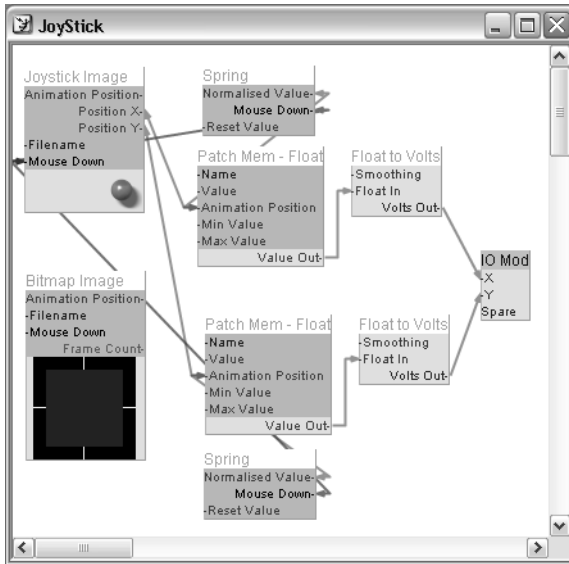 JoyStick
Joystick Image
Animation Position
Position X
Position Y
Filename
Mouse Down
Spring
Normalised Value
Mouse Down
Reset Value
Patch Mem - Float
Name
Value
Animation Position
Min Value
Max Value
Value Out
Float to Volts
Smoothing
Float In
Volts Out
IO Mod
X
Y
Spare
Bitmap Image
Animation Position
Filename
Mouse Down
Frame Count
Patch Mem - Float
Name
Value
Animation Position
Min Value
Max Value
Value Out
Float to Volts
Smoothing
Float In
Volts Out
Spring
Normalised Value
Mouse Down
Reset Value